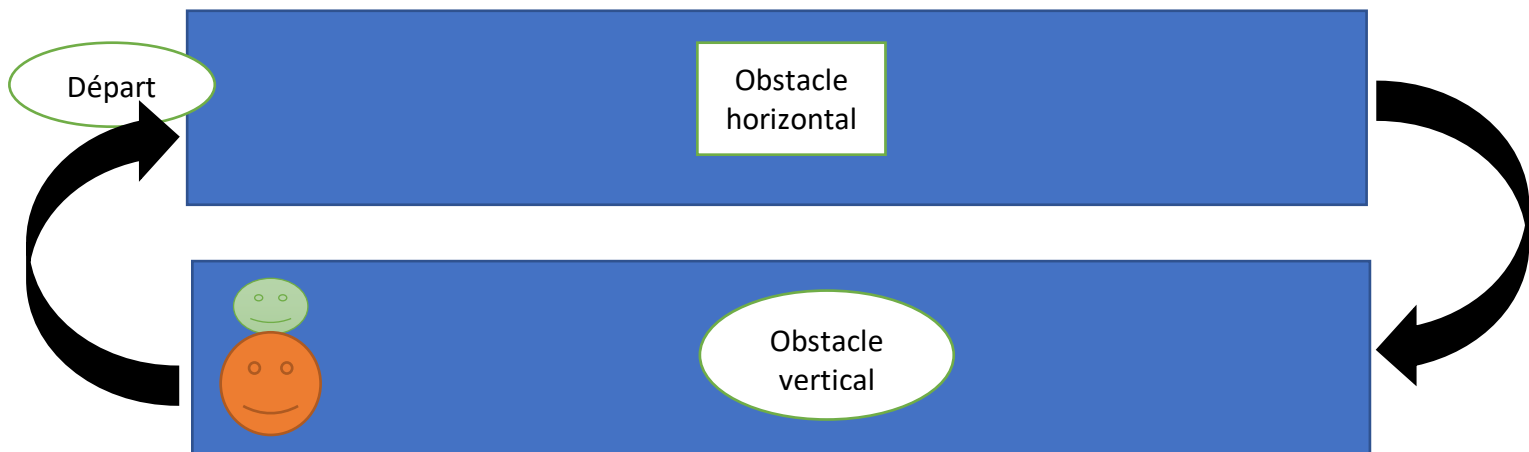 Départ
Obstacle
horizontal
Obstacle
vertical